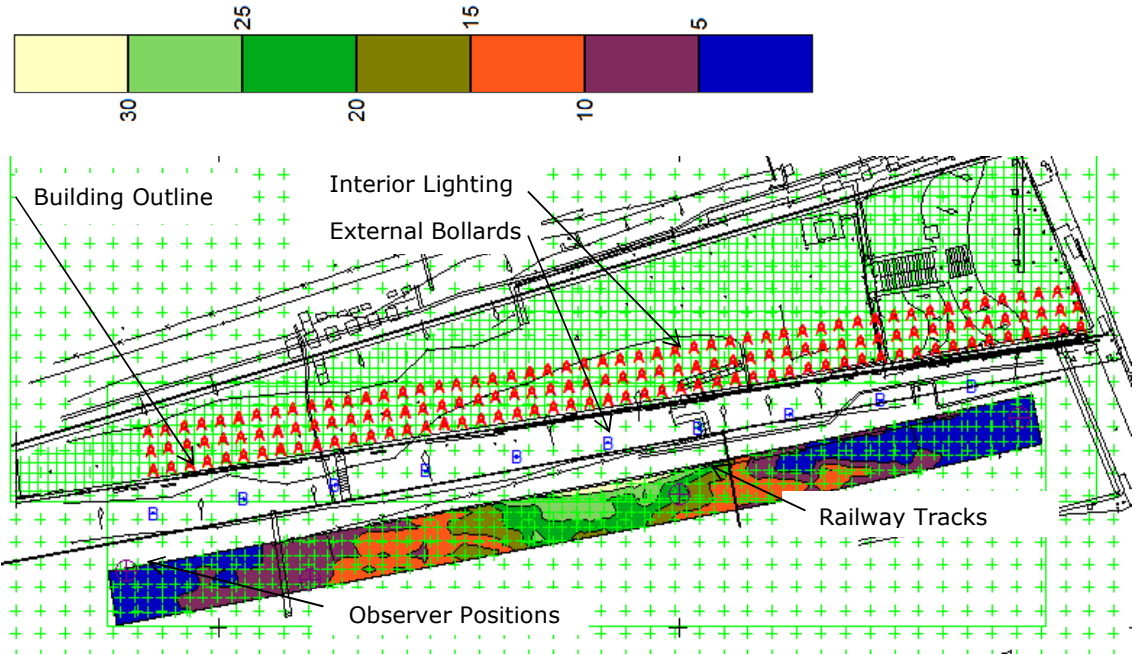 25
15
5
30
20
10
Building Outline
Interior Lighting
External Bollards
Railway Tracks
Observer Positions